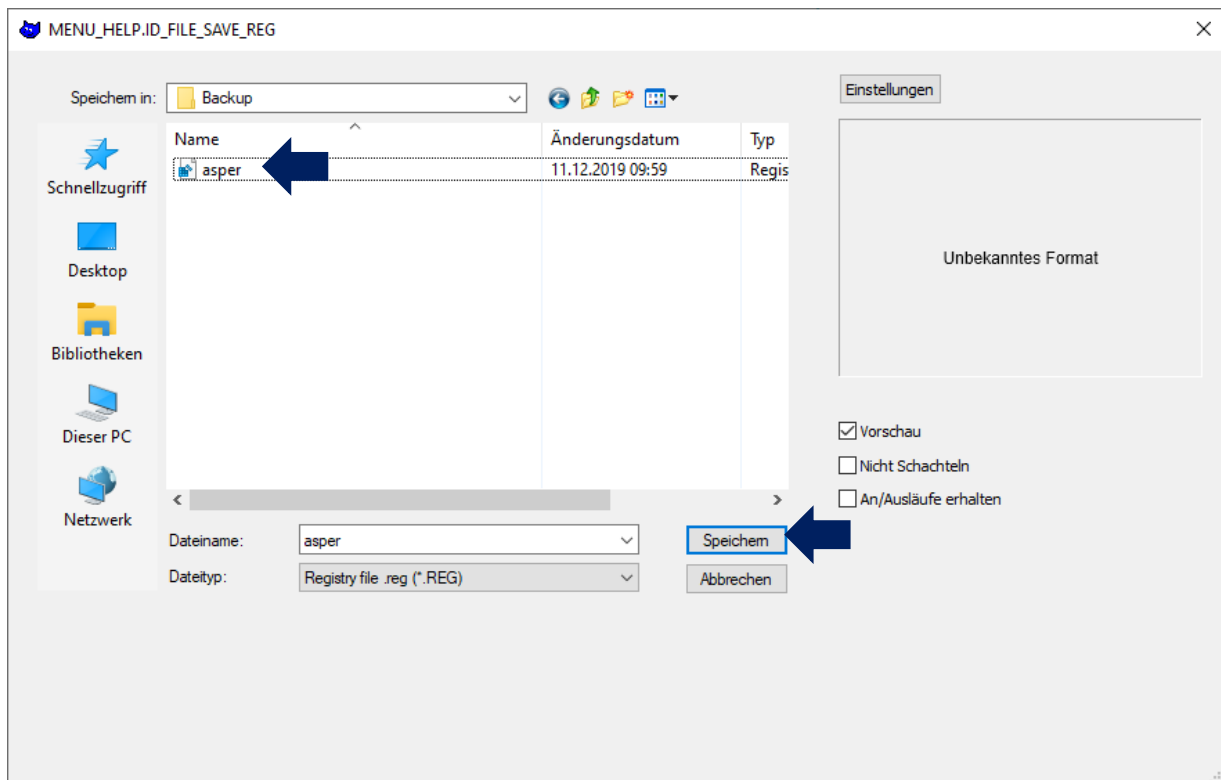 MENU_HELP.ID_FILE_SAVE_REG
Speichern in: Backup
Einstellungen
Name Änderungsdatum Typ
asper 11.12.2019 09:59 Regis
Schnellzugriff
Desktop
Bibliotheken
Dieser PC
Netzwerk
Unbekanntes Format
Vorschau
Nicht Schachteln
An/Ausläufe erhalten
Dateiname: asper Speichern
Dateityp: Registry file .reg (*.REG) Abbrechen